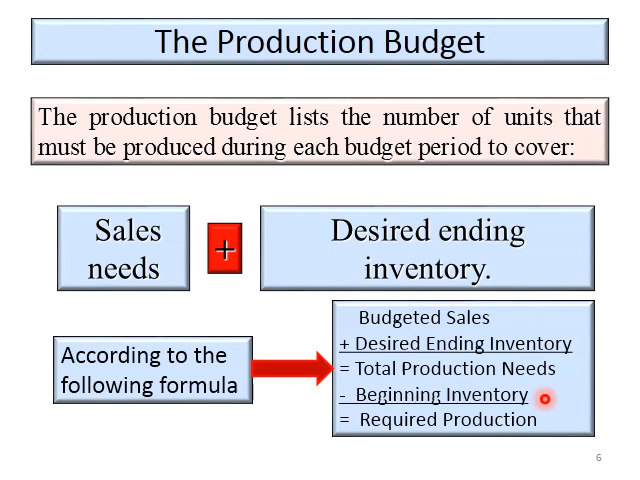 The Production Budget
The production budget lists the number of units that
must be produced during each budget period to cover:
Sales
needs
+
Desired ending
inventory.
According to the
following formula
Budgeted Sales
+ Desired Ending Inventory
= Total Production Needs
- Beginning Inventory
= Required Production
6